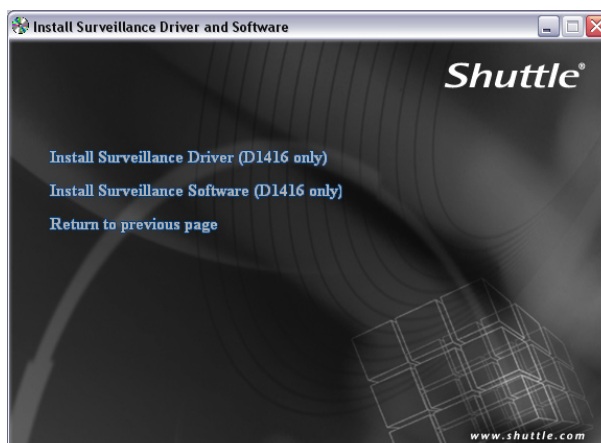 Install Surveillance Driver and Software
Shuttle®
Install Surveillance Driver (D1416 only)
Install Surveillance Software (D1416 only)
Return to previous page
www.shuttle.com